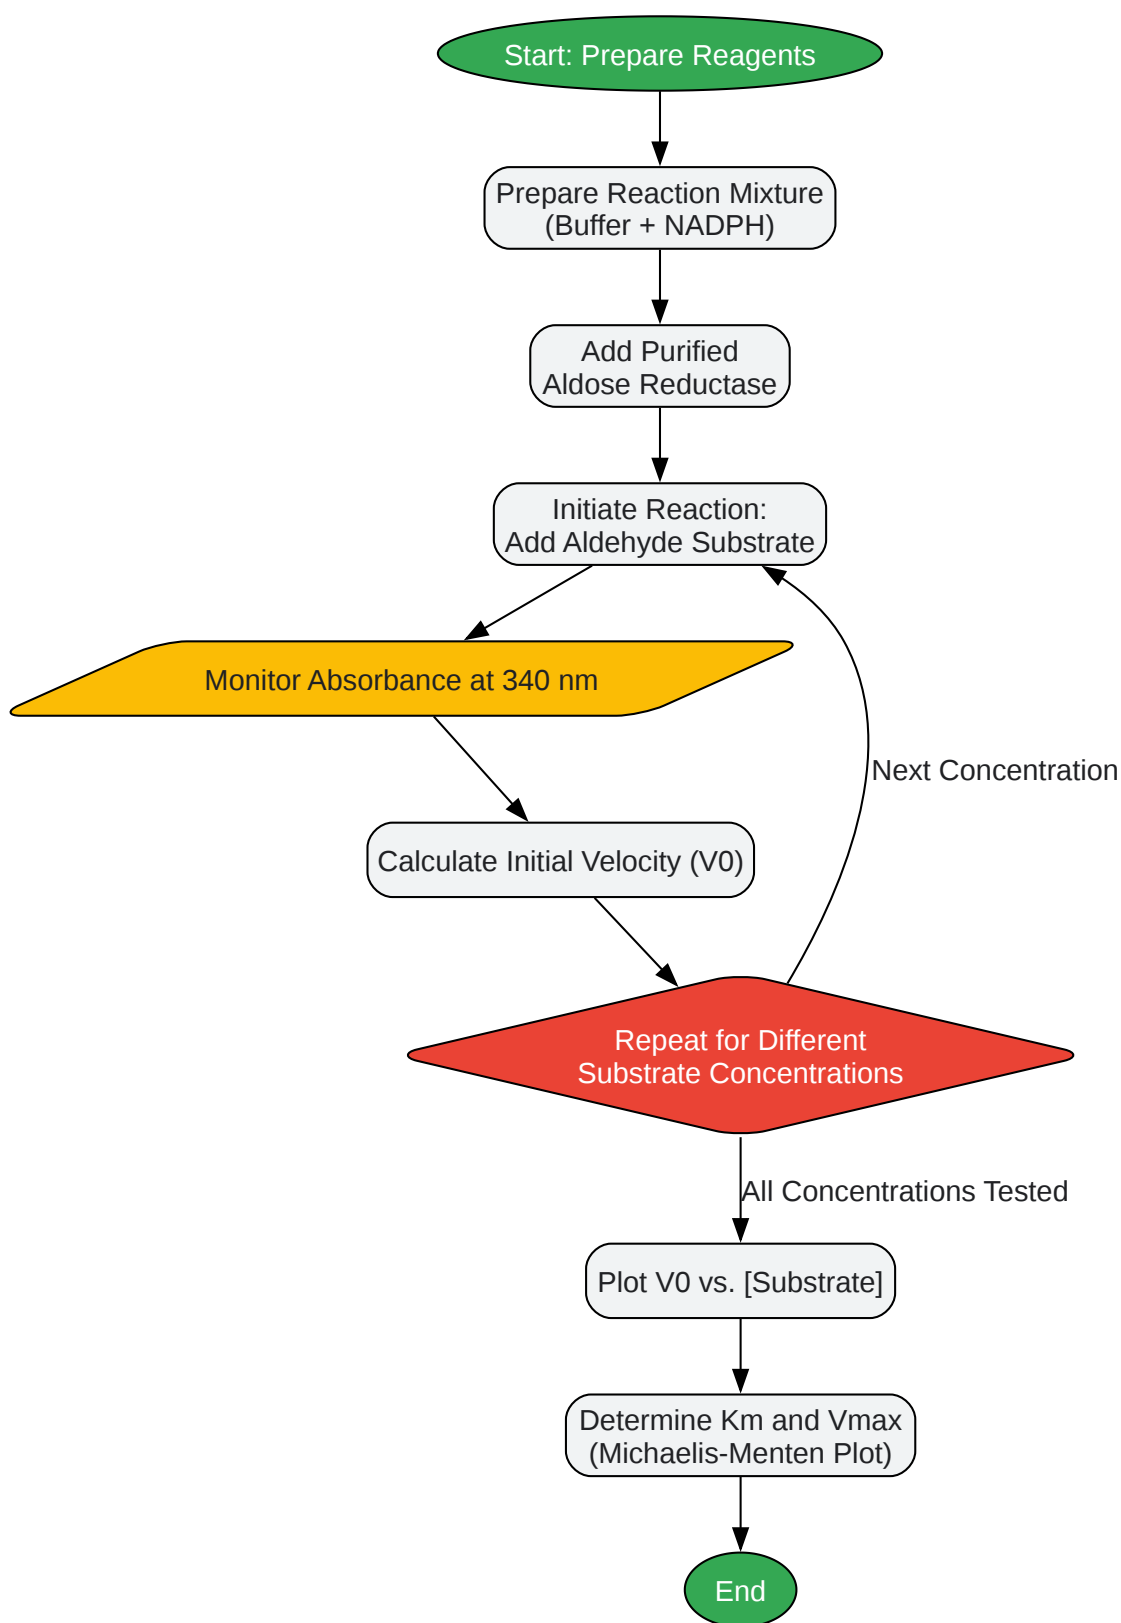 Start: Prepare Reagents
Prepare Reaction Mixture
(Buffer + NADPH)
Add Purified
Aldose Reductase
Initiate Reaction:
Add Aldehyde Substrate
Monitor Absorbance at 340 nm
Next Concentration
Calculate Initial Velocity (V0)
Repeat for Different
Substrate Concentrations
All Concentrations Tested
Plot V0 vs. [Substrate]
Determine Km and Vmax
(Michaelis-Menten Plot)
End